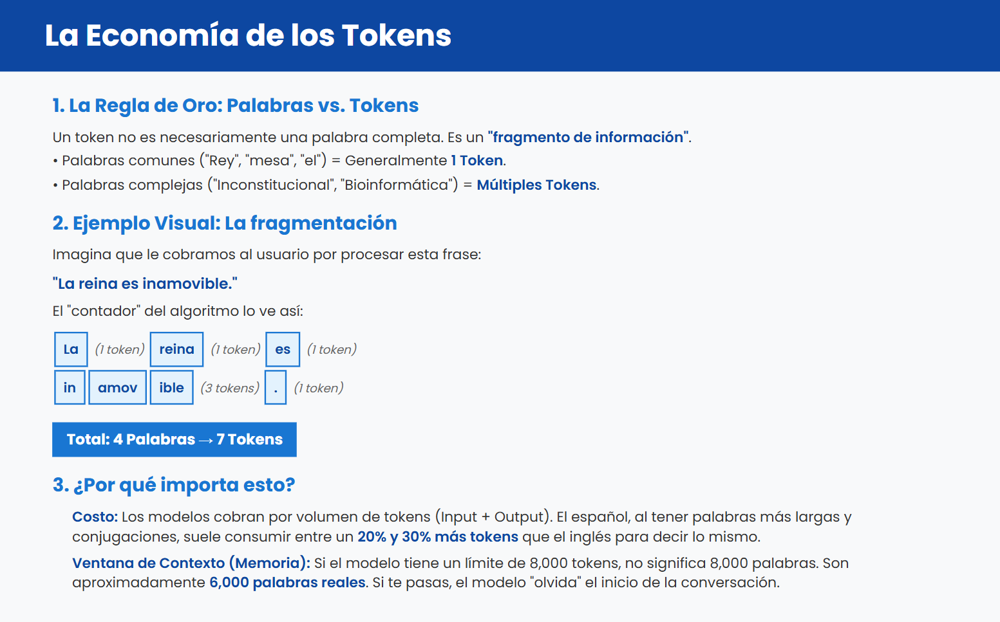 La Economía de los Tokens
1. La Regla de Oro: Palabras vs. Tokens
Un token no es necesariamente una palabra completa. Es un "fragmento de información".
• Palabras comunes ("Rey", "mesa", "el") = Generalmente 1 Token.
• Palabras complejas ("Inconstitucional", "Bioinformática") = Múltiples Tokens.
2. Ejemplo Visual: La fragmentación
Imagina que le cobramos al usuario por procesar esta frase:
"La reina es inamovible."
El "contador" del algoritmo lo ve así:
La (1 token) reina (1 token) es (1 token)
in amov ible (3 tokens) . (1 token)
Total: 4 Palabras → 7 Tokens
3. ¿Por qué importa esto?
Costo: Los modelos cobran por volumen de tokens (Input + Output). El español, al tener palabras más largas y
conjugaciones, suele consumir entre un 20% y 30% más tokens que el inglés para decir lo mismo.
Ventana de Contexto (Memoria): Si el modelo tiene un límite de 8,000 tokens, no significa 8,000 palabras. Son
aproximadamente 6,000 palabras reales. Si te pasas, el modelo "olvida" el inicio de la conversación.